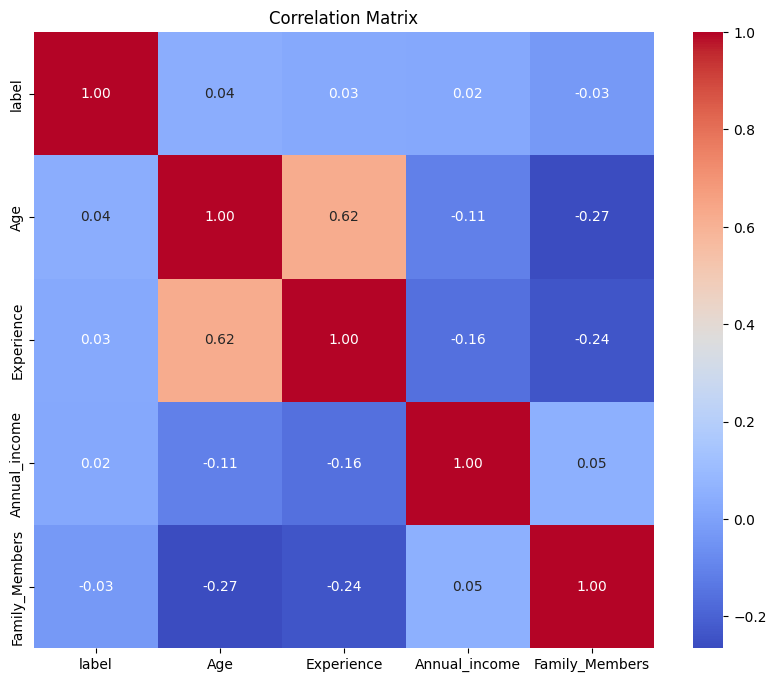 Correlation Matrix
label 1.00 0.04 0.03 0.02 -0.03
Age 0.04 1.00 0.62 -0.11 -0.27
Experience 0.03 0.62 1.00 -0.16 -0.24
Annual_income 0.02 -0.11 -0.16 1.00 0.05
Family_Members -0.03 -0.27 -0.24 0.05 1.00
label Age Experience Annual_income Family_Members
1.0
0.8
0.6
0.4
0.2
0.0
−0.2